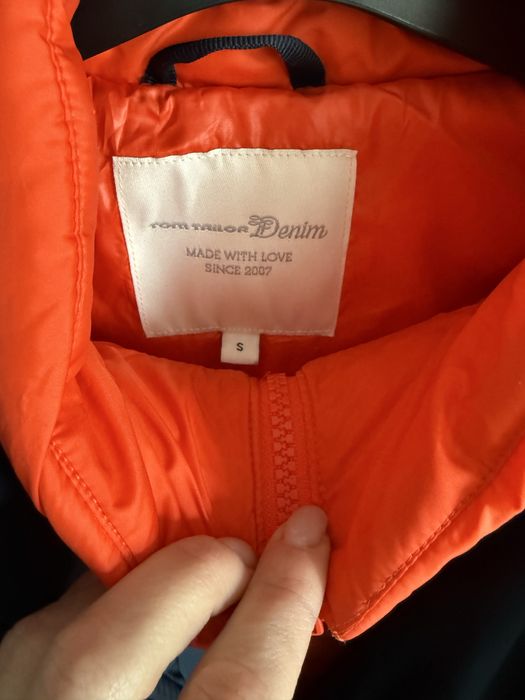 TOM TAILOR Denim
MADE WITH LOVE
SINCE 2007
S